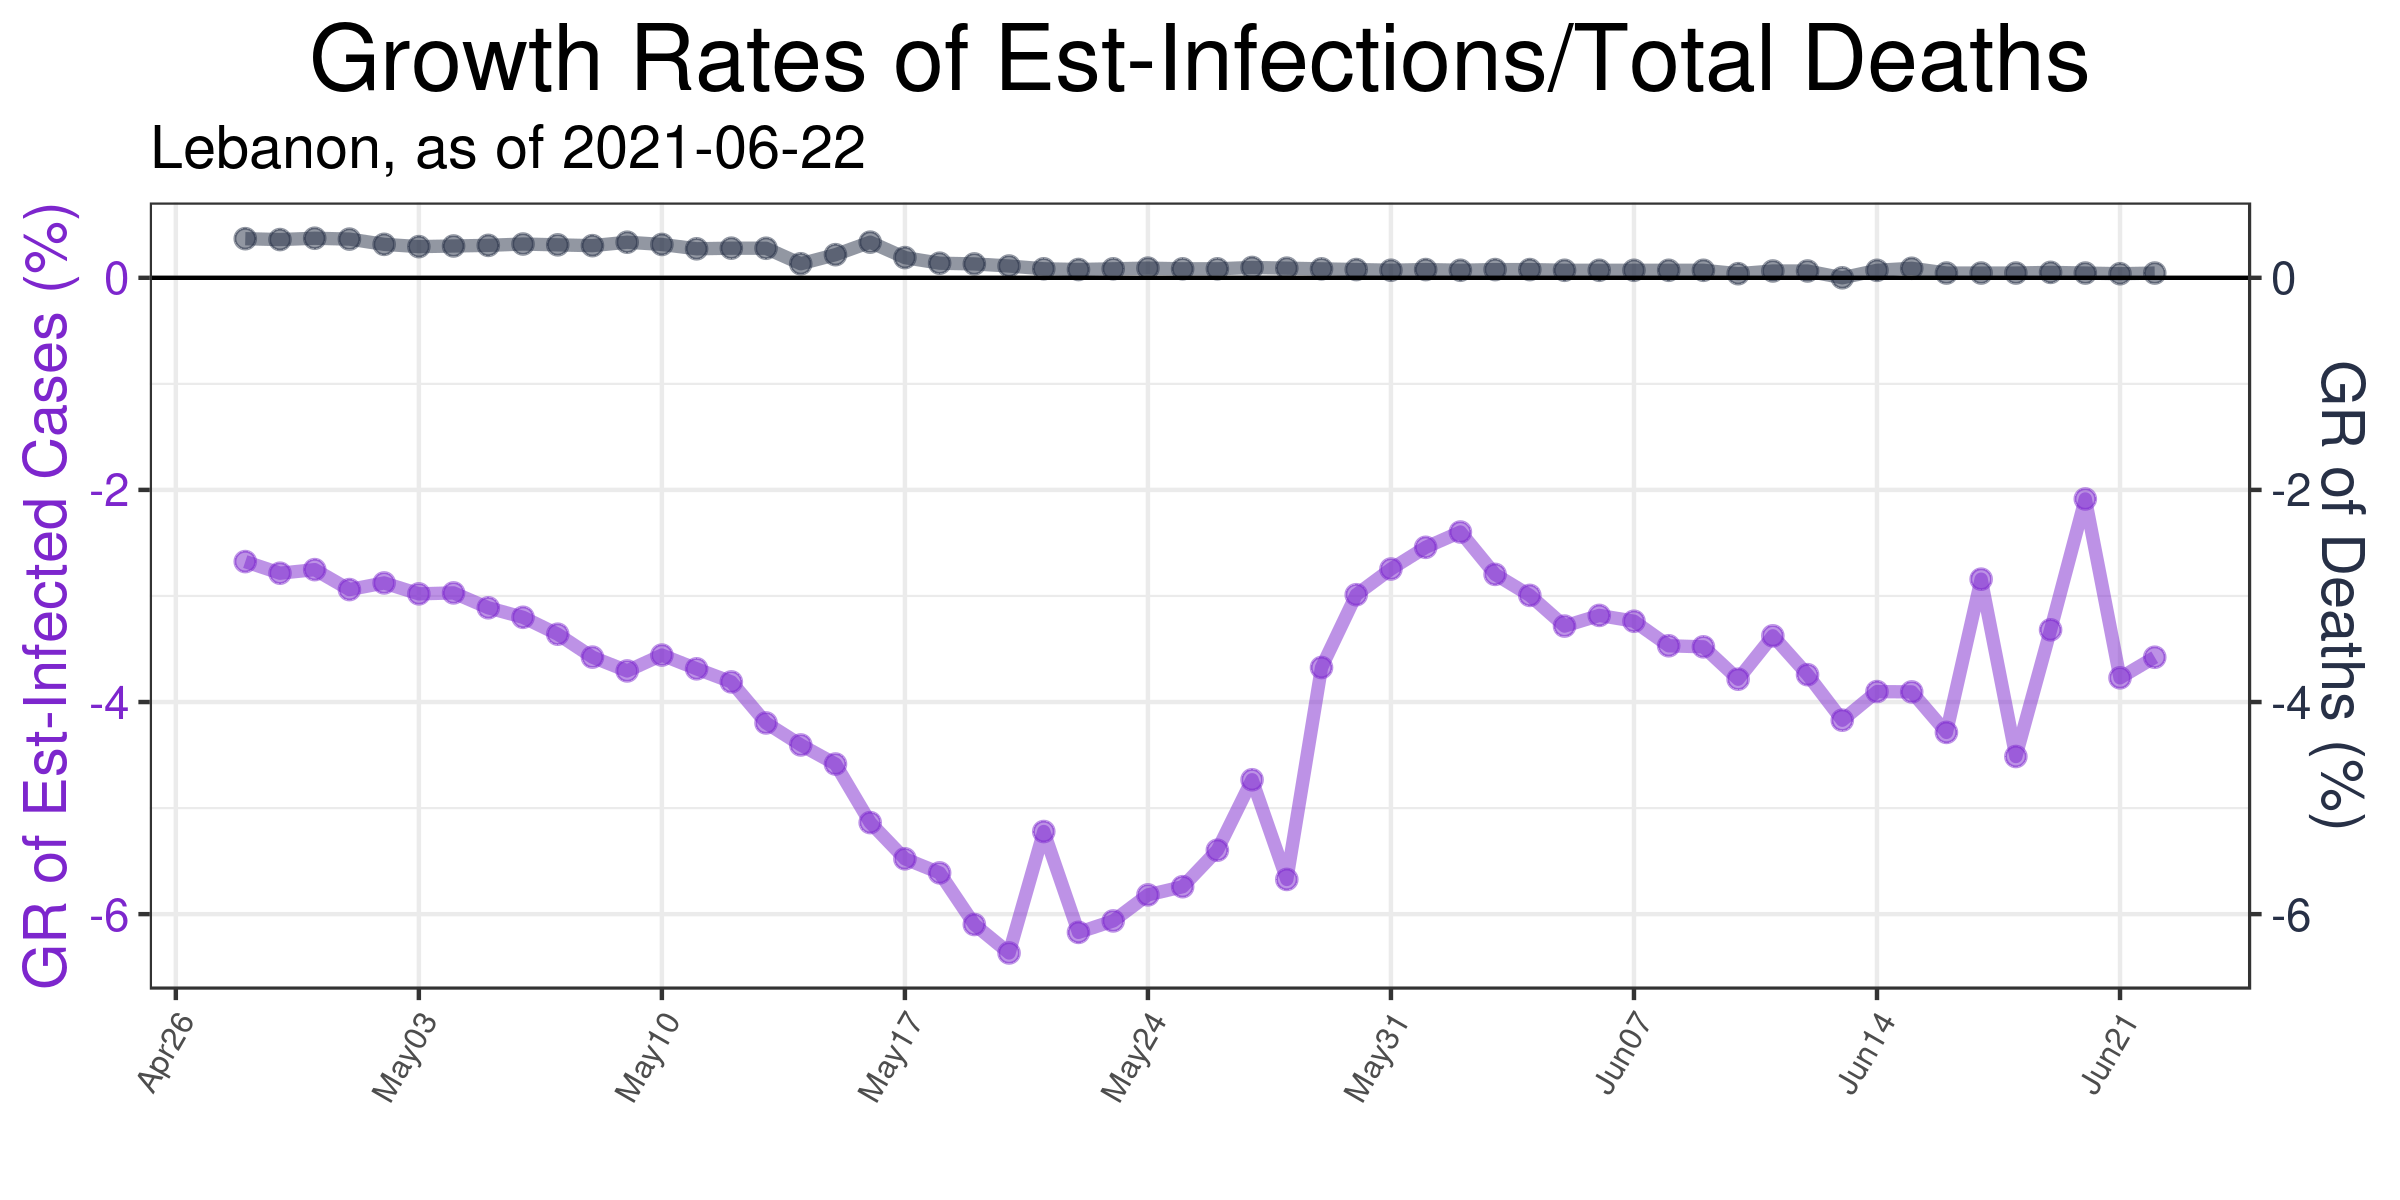 Growth Rates of Est-Infections/Total Deaths
Lebanon, as of 2021-06-22
GR of Est-Infected Cases (%)
0
-2
-4
-6
0
-2
-4
-6
GR of Deaths (%)
Apr26
May03
May10
May17
May24
May31
Jun07
Jun14
Jun21